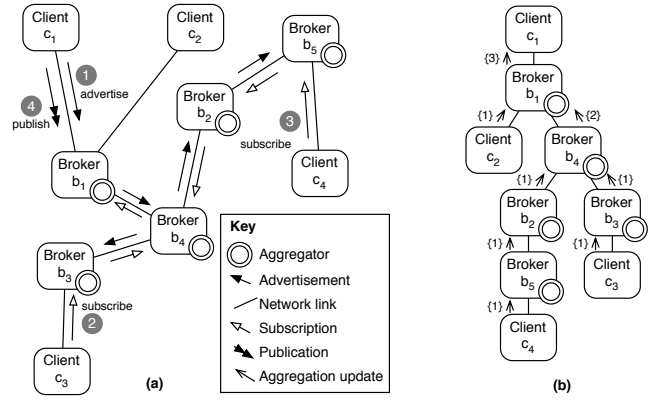 Client
c1
Client
c2
Broker
b5
1
advertise
4
publish
Broker
b2
3
subscribe
Client
c4
Broker
b1
Broker
b4
Broker
b3
subscribe
2
Client
c3
(a)
Key
Aggregator
Advertisement
Network link
Subscription
Publication
Aggregation update
Client
c1
{3}
Broker
b1
{1}
{2}
Client
c2
Broker
b4
{1}
{1}
Broker
b2
Broker
b3
{1}
{1}
Broker
b5
Client
c3
{1}
Client
c4
(b)